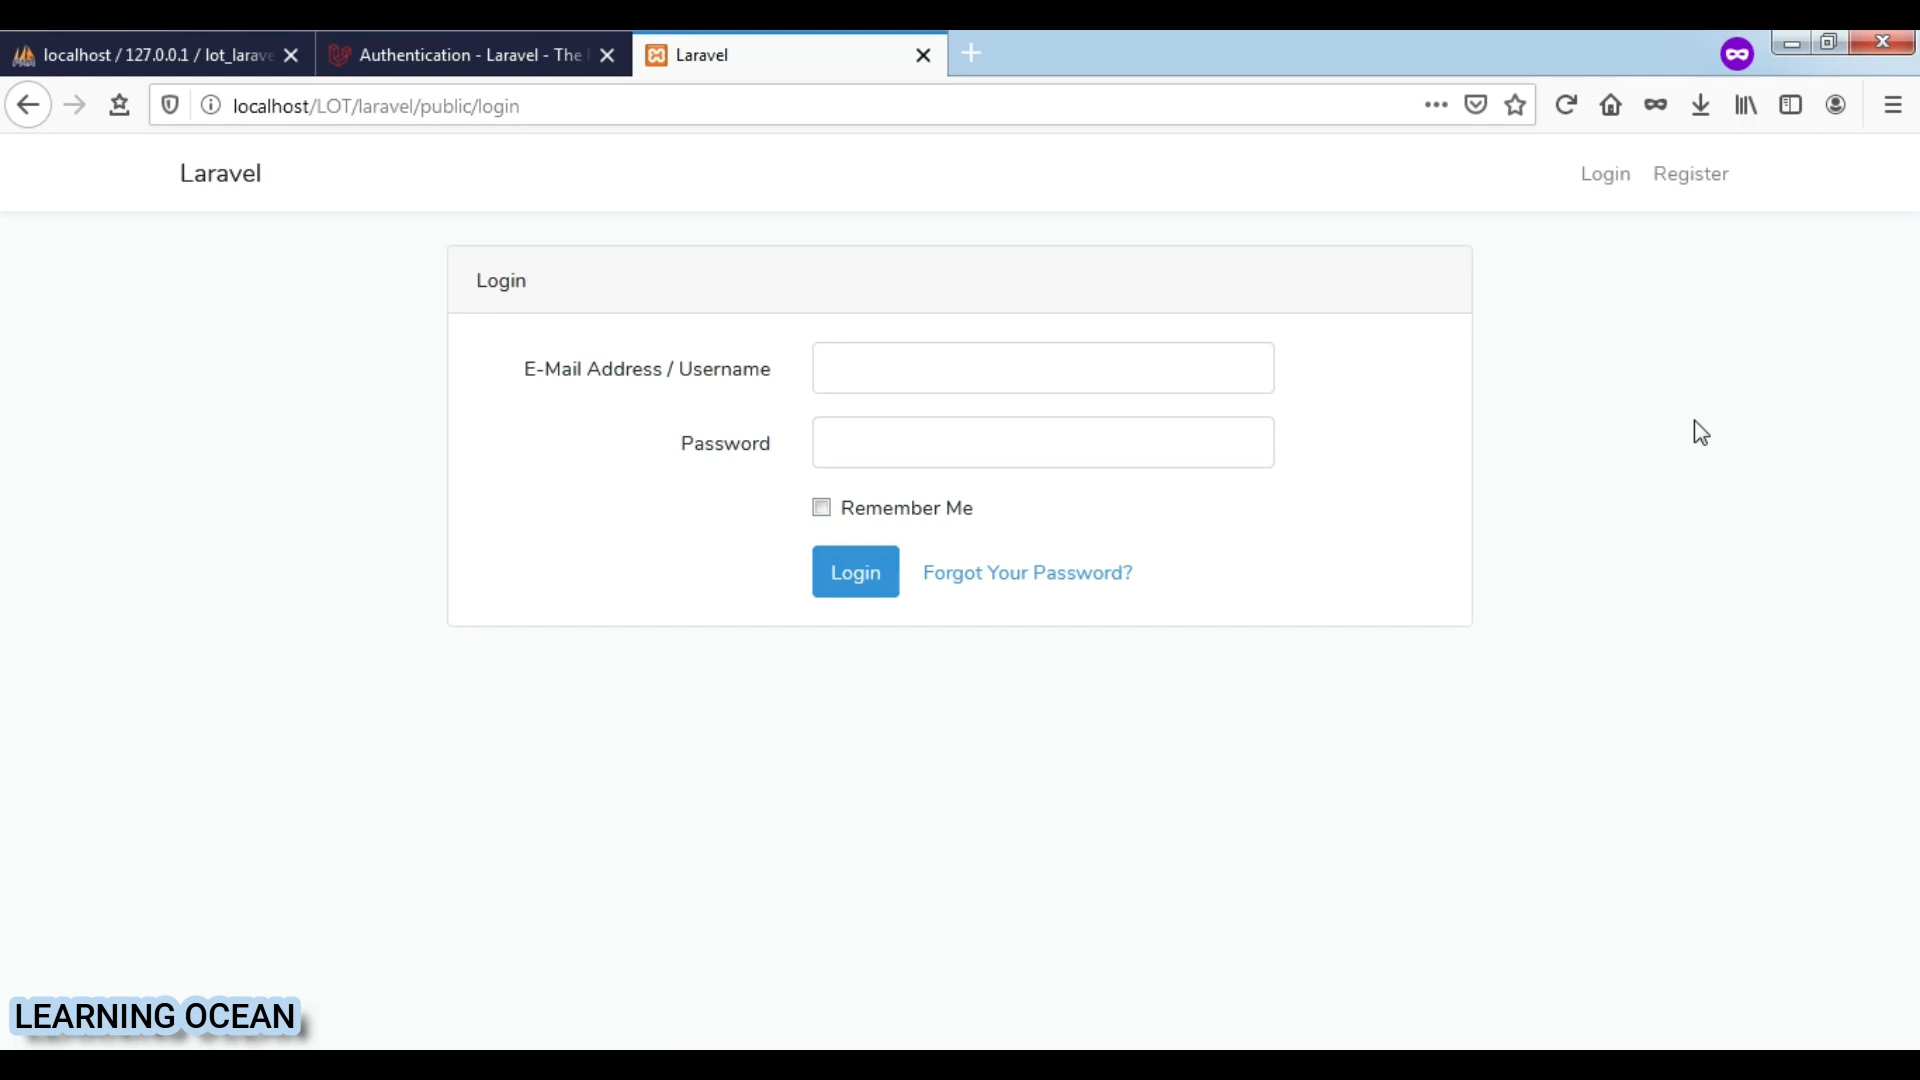 localhost / 127.0.0.1 / lot_larave
Authentication - Laravel - The
Laravel
localhost/LOT/laravel/public/login
Laravel
Login
Register
Login
E-Mail Address / Username
Password
Remember Me
Login
Forgot Your Password?
LEARNING OCEAN